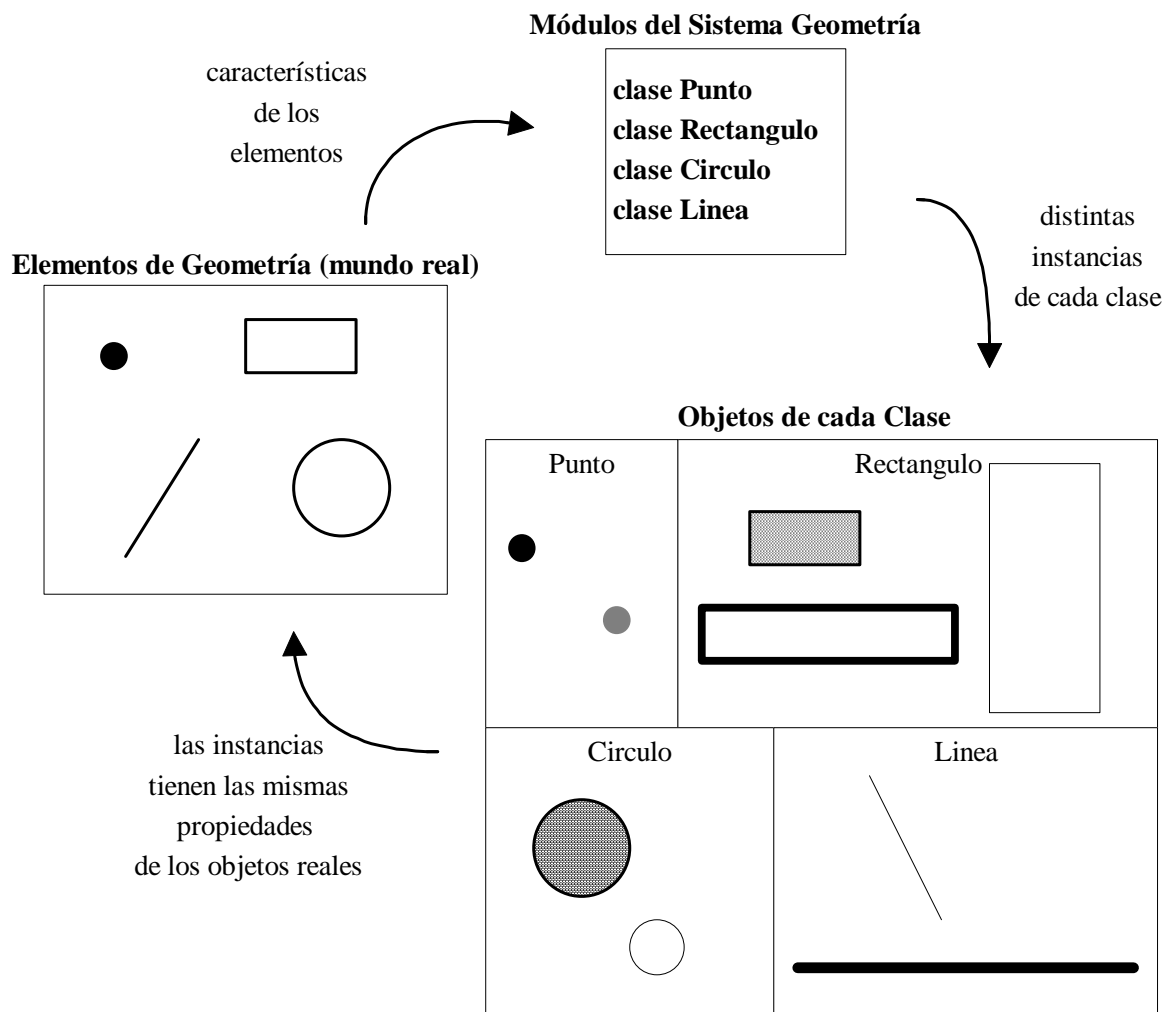 Módulos del Sistema Geometría
características
de los
elementos
clase Punto
clase Rectangulo
clase Circulo
clase Linea
distintas
instancias
de cada clase
Elementos de Geometría (mundo real)
Objetos de cada Clase
Punto
Rectangulo
Circulo
Linea
las instancias
tienen las mismas
propiedades
de los objetos reales